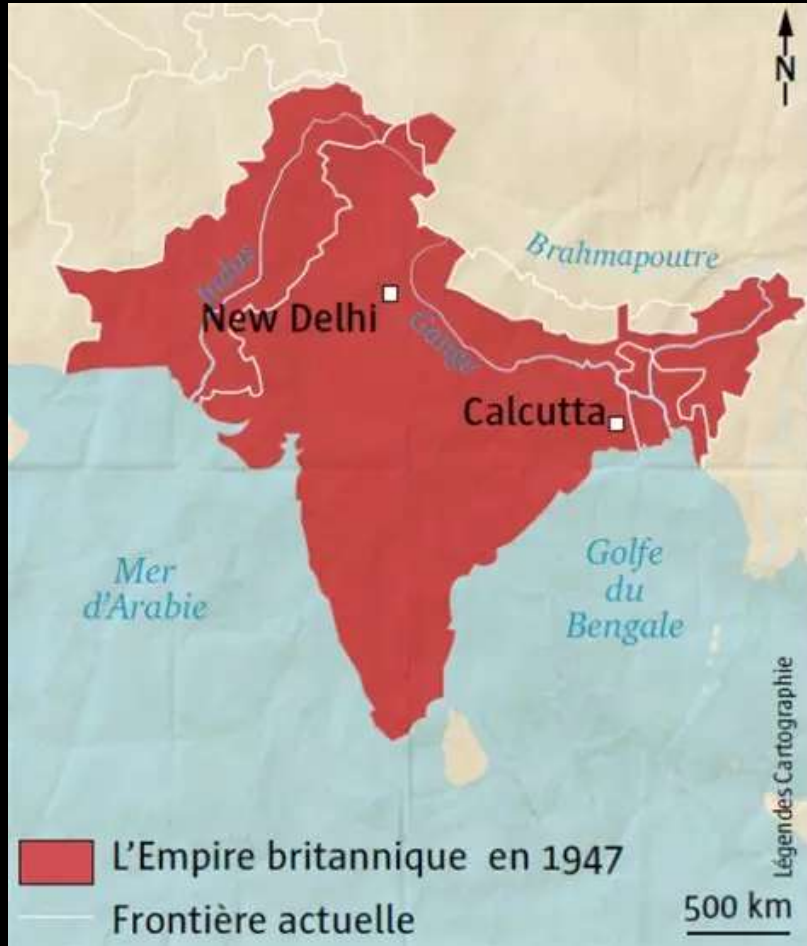 N
Brahmapoutre
Indus
New Delhi
Gange
Calcutta
Mer
d'Arabie
Golfe
du
Bengale
Légendes Cartographie
L'Empire britannique en 1947
Frontière actuelle
500 km